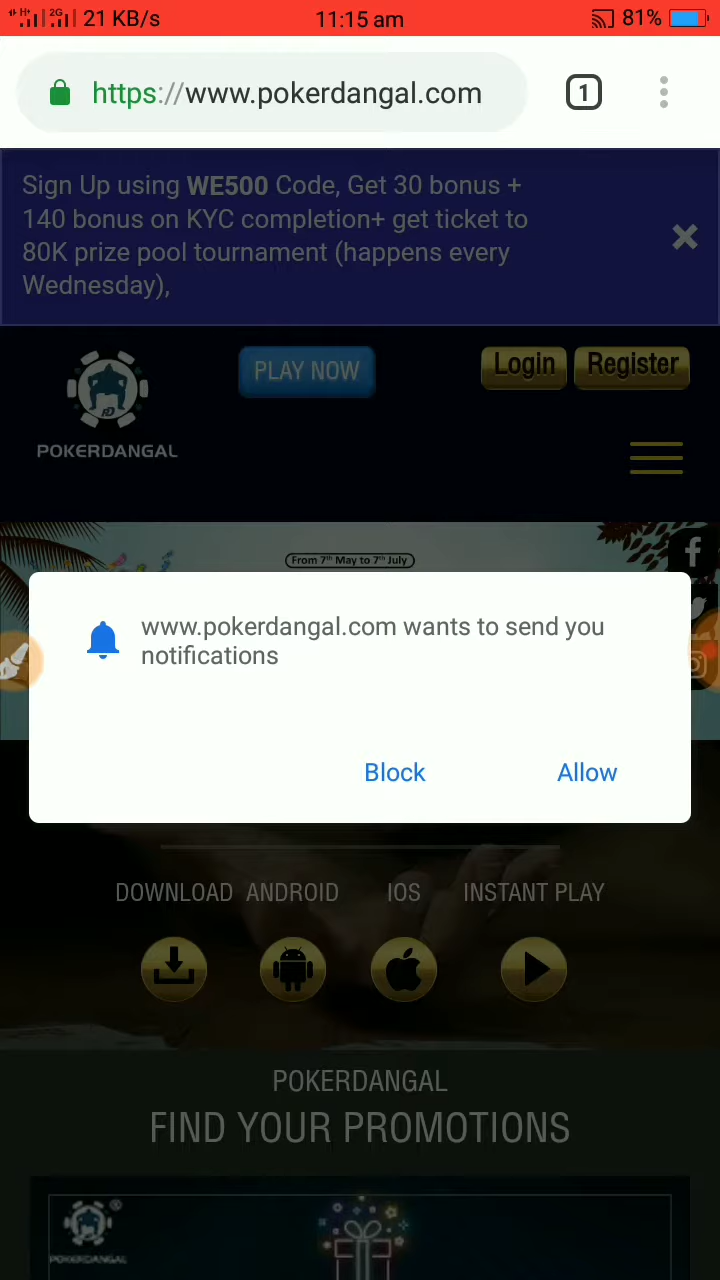 H+ 2G 21 KB/s 11:15 am 81%
https://www.pokerdangal.com 1
Sign Up using WE500 Code, Get 30 bonus +
140 bonus on KYC completion+ get ticket to
80K prize pool tournament (happens every
Wednesday),
PLAY NOW Login Register
RD
POKERDANGAL
From 7th May to 7th July
www.pokerdangal.com wants to send you
notifications
Block Allow
DOWNLOAD ANDROID IOS INSTANT PLAY
POKERDANGAL
FIND YOUR PROMOTIONS
POKERDANGAL